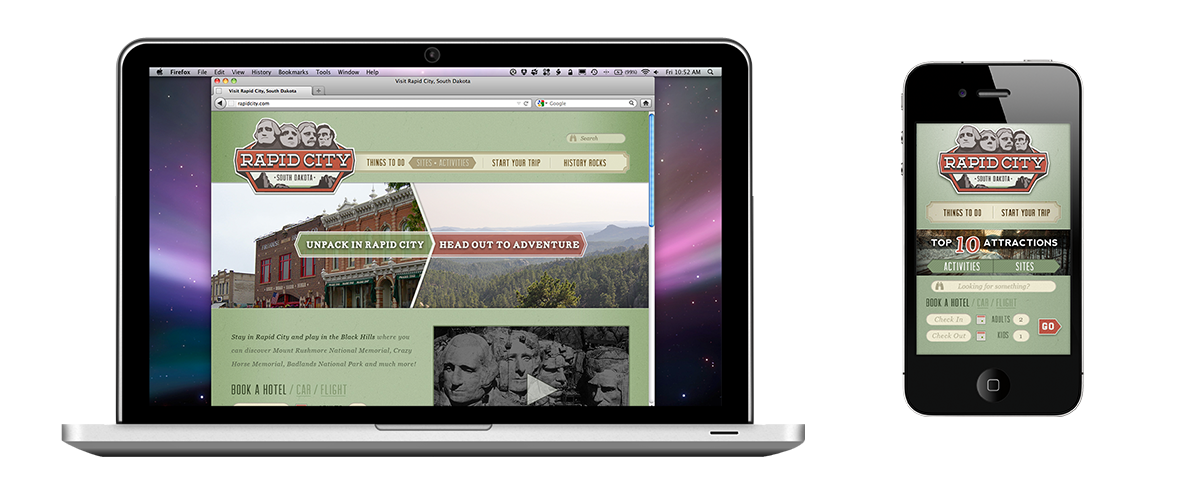 Firefox File Edit View History Bookmarks Tools Window Help (99%) Fri 10:52 AM
Visit Rapid City, South Dakota
Visit Rapid City, South Dakota
rapidcity.com Google
Search
RAPID CITY
SOUTH DAKOTA
THINGS TO DO SITES + ACTIVITIES START YOUR TRIP HISTORY ROCKS
UNPACK IN RAPID CITY HEAD OUT TO ADVENTURE
Stay in Rapid City and play in the Black Hills where you
can discover Mount Rushmore National Memorial, Crazy
Horse Memorial, Badlands National Park and much more!
BOOK A HOTEL / CAR / FLIGHT
RAPID CITY
SOUTH DAKOTA
THINGS TO DO START YOUR TRIP
TOP 10 ATTRACTIONS
ACTIVITIES SITES
Looking for something?
BOOK A HOTEL / CAR / FLIGHT
Check In ADULTS 2
GO
Check Out KIDS 1